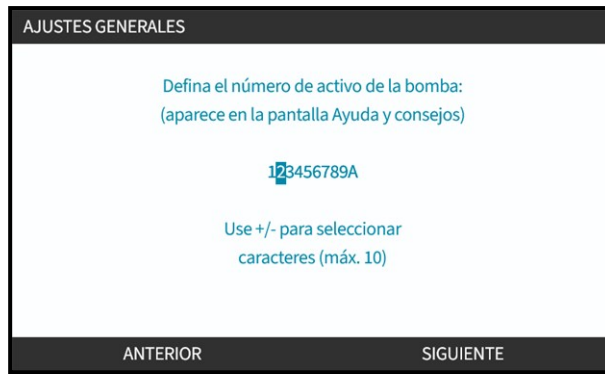 AJUSTES GENERALES
Defina el número de activo de la bomba:
(aparece en la pantalla Ayuda y consejos)
123456789A
Use +/- para seleccionar
caracteres (máx. 10)
ANTERIOR SIGUIENTE